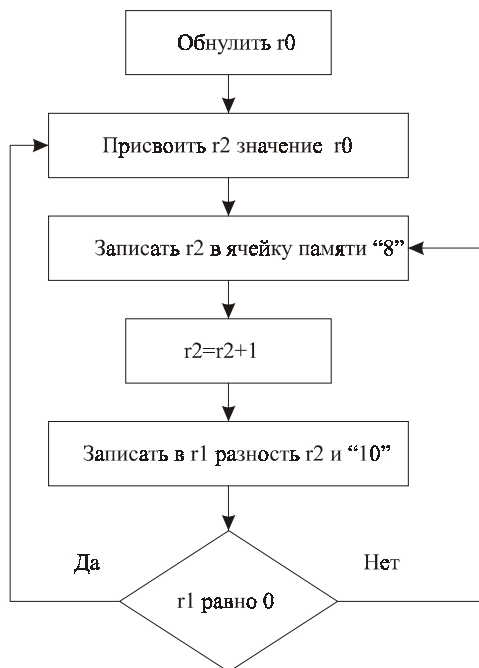 Обнулить r0
Присвоить r2 значение r0
Записать r2 в ячейку памяти “8”
r2=r2+1
Записать в r1 разность r2 и “10”
Да
Нет
r1 равно 0